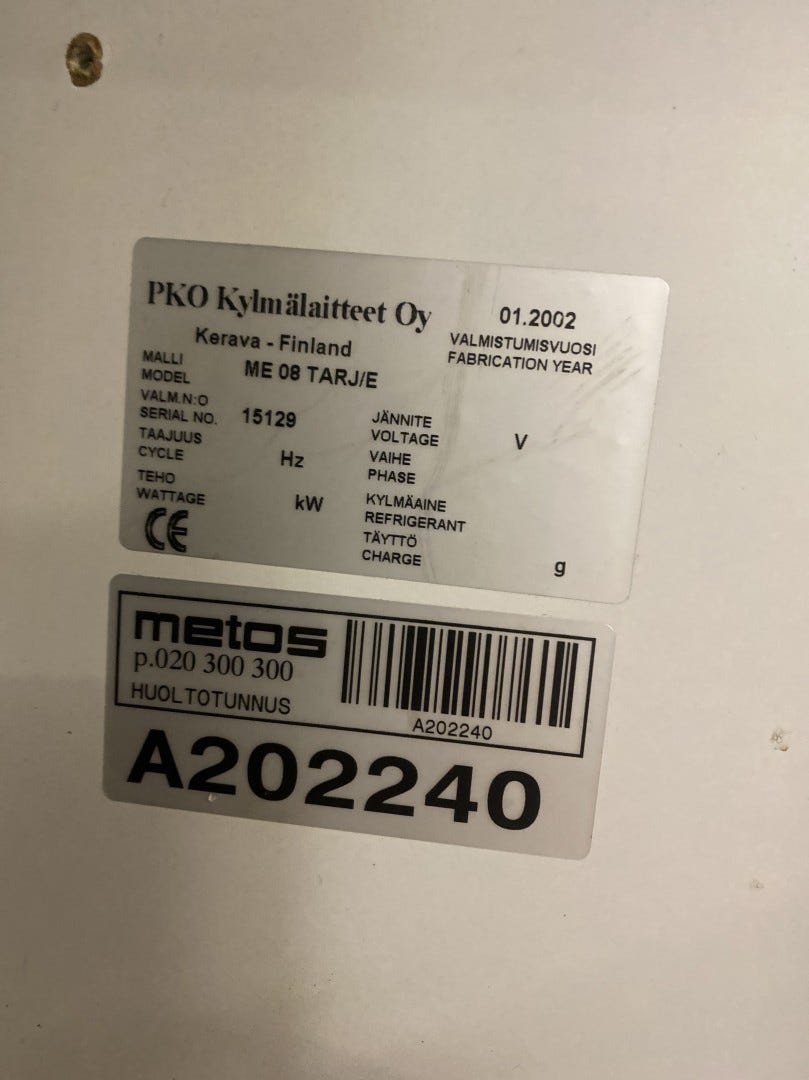 PKO Kylmälaitteet Oy
Kerava - Finland
01.2002
VALMISTUMISVUOSI
FABRICATION YEAR
MALLI
MODEL
ME 08 TARJ/E
VALM.N:O
SERIAL NO.
15129
TAAJUUS
CYCLE
Hz
TEHO
WATTAGE
kW
JÄNNITE
VOLTAGE
V
VAIHE
PHASE
KYLMÄAINE
REFRIGERANT
TÄYTTÖ
CHARGE
g
CE
metos
p.020 300 300
HUOLTOTUNNUS
A202240
A202240